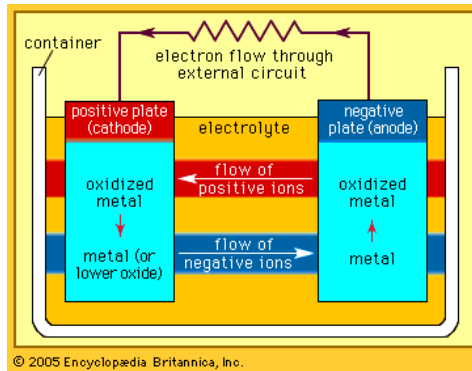 container
electron flow through
external circuit
positive plate
(cathode)
electrolyte
negative
plate (anode)
flow of
positive ions
oxidized
metal
oxidized
metal
flow of
negative ions
metal (or
lower oxide)
metal
© 2005 Encyclopædia Britannica, Inc.